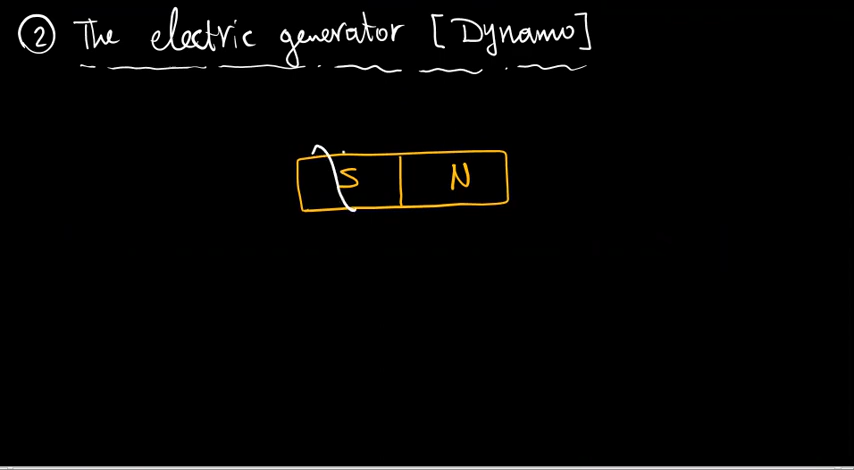 ② The electric generator [Dynamo]
S N